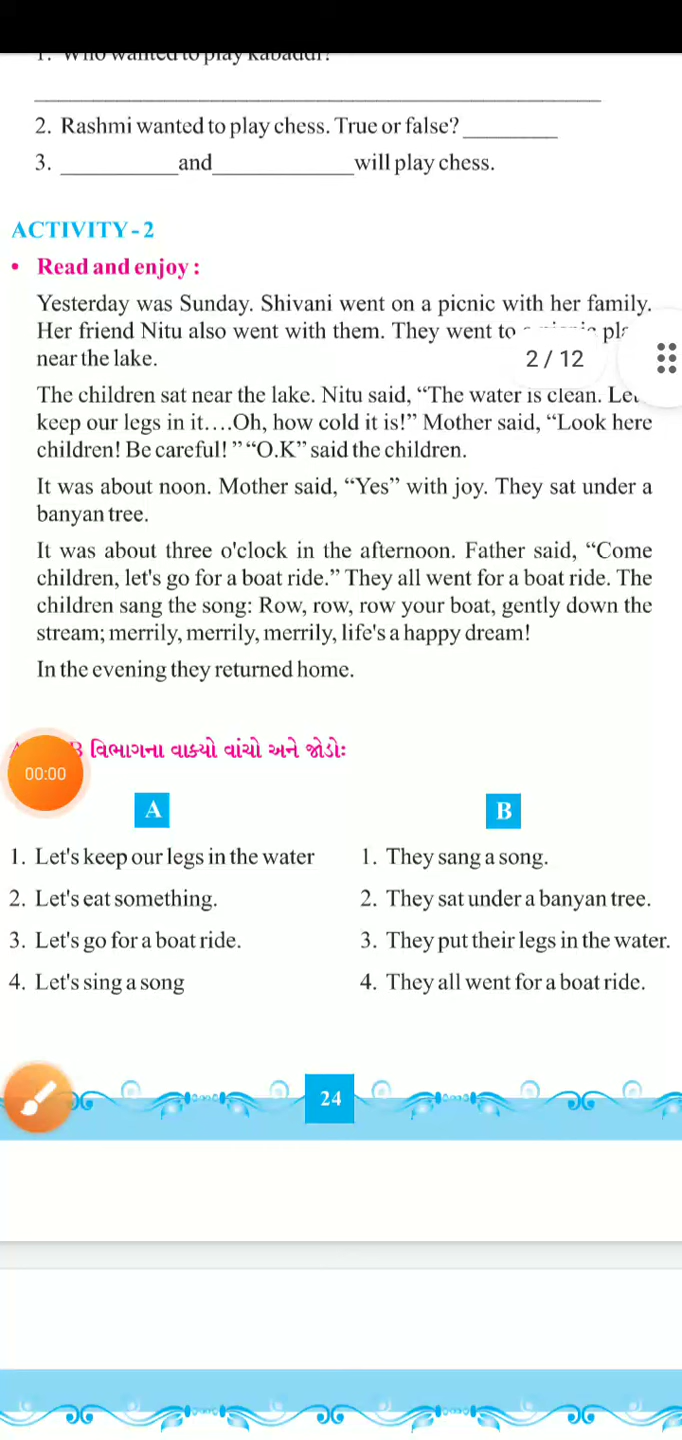 1. Who wanted to play kabaddi?
2. Rashmi wanted to play chess. True or false?_________
3. ___________and_____________will play chess.
ACTIVITY-2
• Read and enjoy :
Yesterday was Sunday. Shivani went on a picnic with her family.
Her friend Nitu also went with them. They went to
near the lake.
2 / 12
The children sat near the lake. Nitu said, “The water is clean.
keep our legs in it....Oh, how cold it is!” Mother said, “Look here
children! Be careful! ” “O.K” said the children.
It was about noon. Mother said, “Yes” with joy. They sat under a
banyan tree.
It was about three o'clock in the afternoon. Father said, “Come
children, let's go for a boat ride.” They all went for a boat ride. The
children sang the song: Row, row, row your boat, gently down the
stream; merrily, merrily, merrily, life's a happy dream!
In the evening they returned home.
B વિભાગના વાક્યો વાંચો અને જોડોઃ
00:00
A B
1. Let's keep our legs in the water 1. They sang a song.
2. Let's eat something. 2. They sat under a banyan tree.
3. Let's go for a boat ride. 3. They put their legs in the water.
4. Let's sing a song 4. They all went for a boat ride.
24